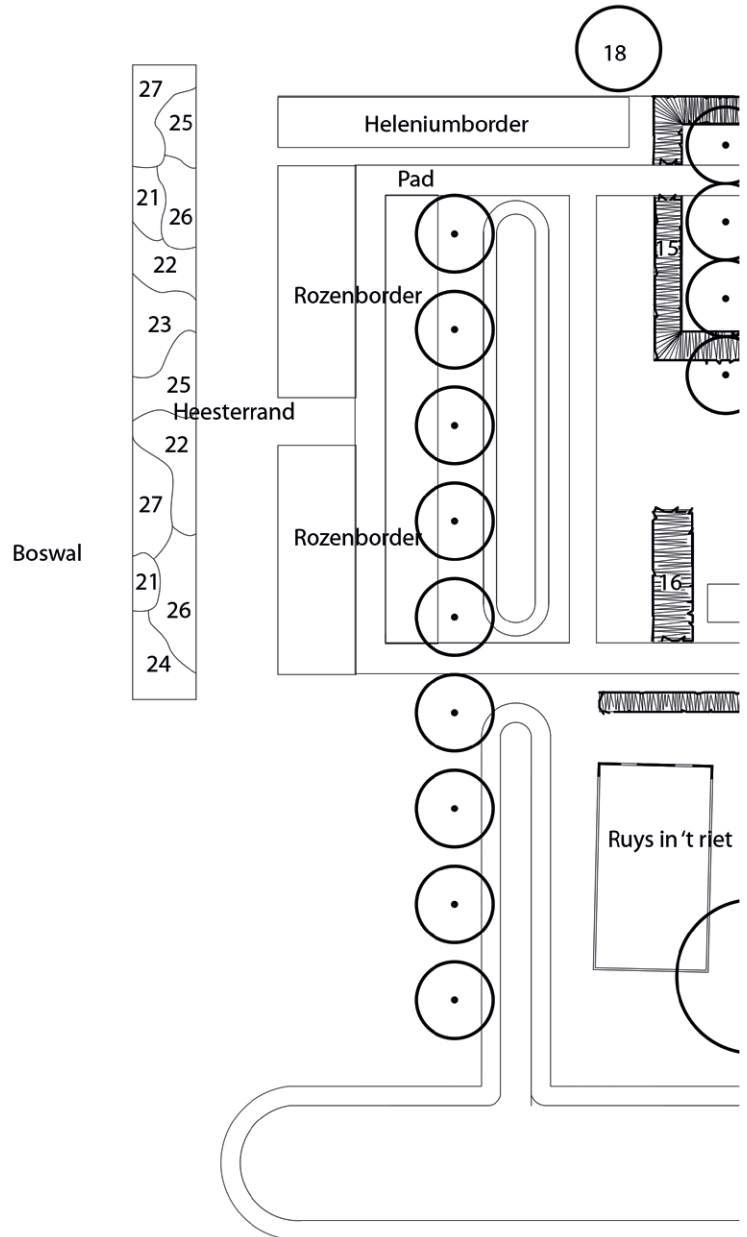 18
27
25
Heleniumborder
Pad
21
26
15
22
Rozenborder
23
25
Heesterrand
22
27
Rozenborder
Boswal
21
16
26
24
Ruys in ‘t riet